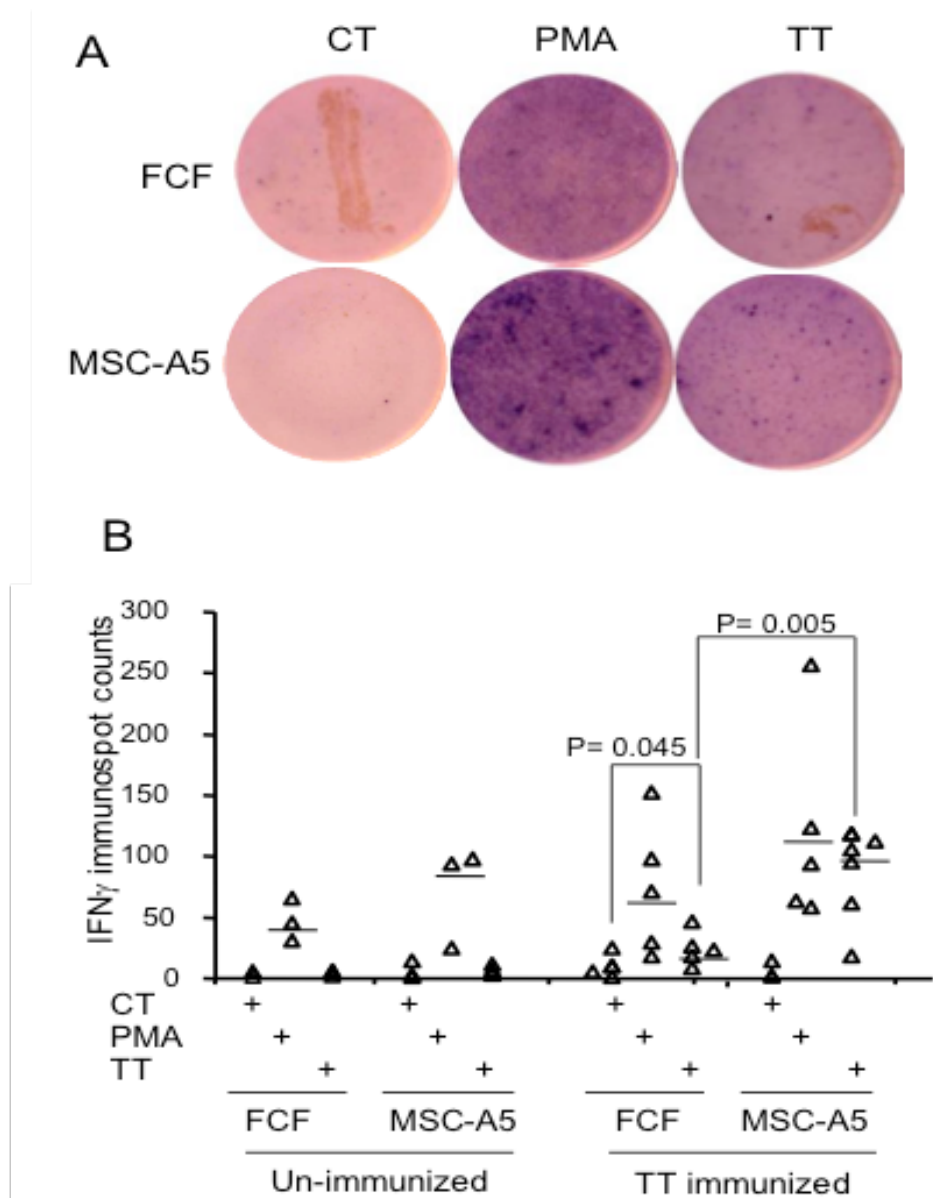 A
CT PMA TT
FCF
MSC-A5
B
IFNγ immunospot counts
300
250
200
150
100
50
0
P= 0.005
P= 0.045
CT + + + +
PMA + + + +
TT + + + +
FCF MSC-A5 FCF MSC-A5
Un-immunized TT immunized